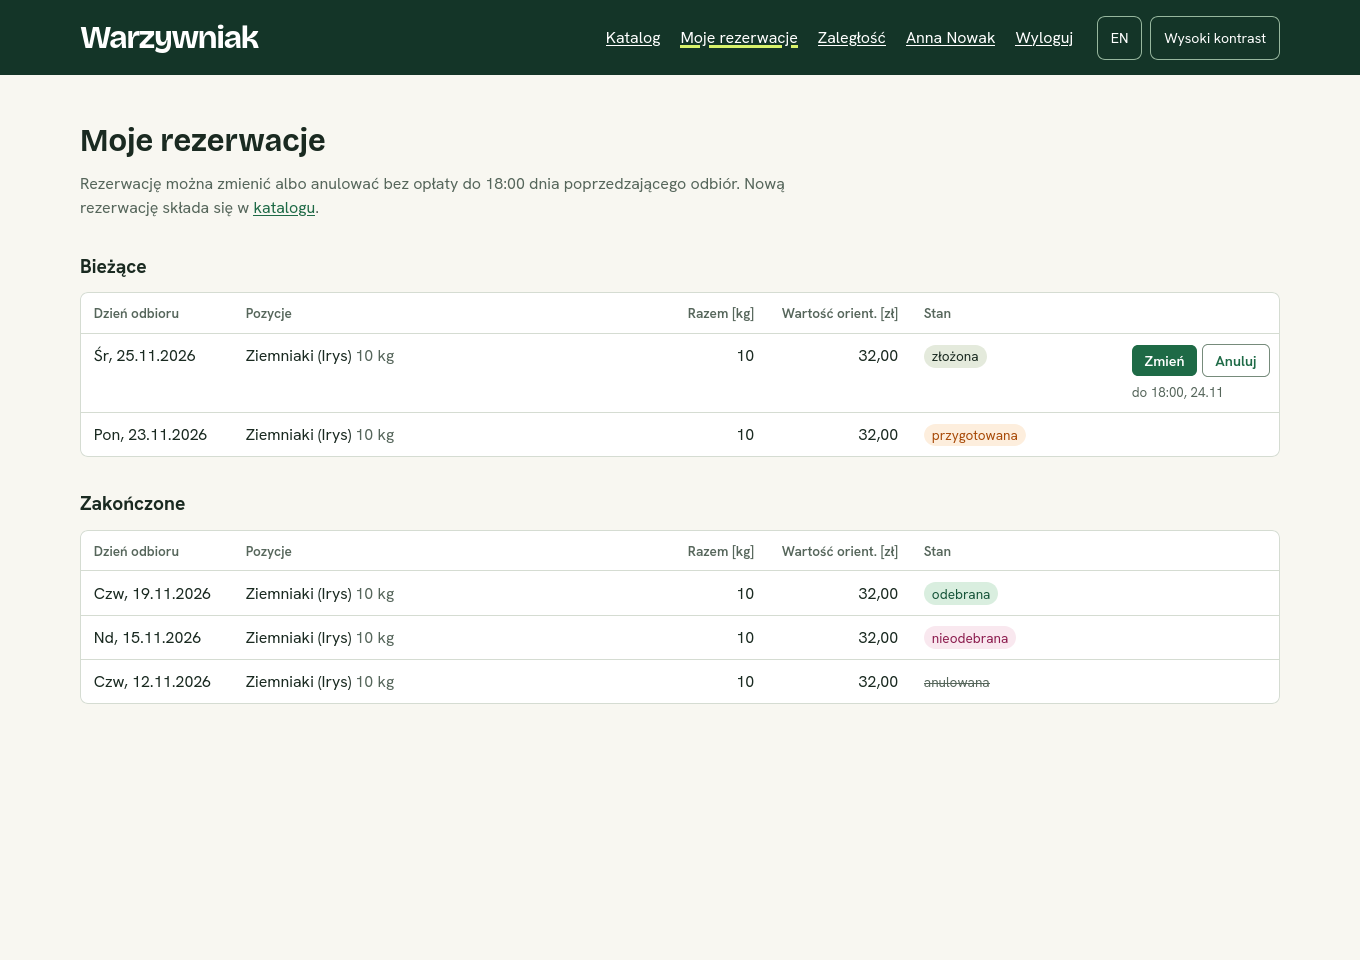 Warzywniak
Katalog Moje rezerwacje Zaległość Anna Nowak Wyloguj EN Wysoki kontrast
Moje rezerwacje
Rezerwację można zmienić albo anulować bez opłaty do 18:00 dnia poprzedzającego odbiór. Nową
rezerwację składa się w katalogu.
Bieżące
Dzień odbioru Pozycje Razem [kg] Wartość orient. [zł] Stan
Śr, 25.11.2026 Ziemniaki (Irys) 10 kg 10 32,00 złożona Zmień Anuluj
do 18:00, 24.11
Pon, 23.11.2026 Ziemniaki (Irys) 10 kg 10 32,00 przygotowana
Zakończone
Dzień odbioru Pozycje Razem [kg] Wartość orient. [zł] Stan
Czw, 19.11.2026 Ziemniaki (Irys) 10 kg 10 32,00 odebrana
Nd, 15.11.2026 Ziemniaki (Irys) 10 kg 10 32,00 nieodebrana
Czw, 12.11.2026 Ziemniaki (Irys) 10 kg 10 32,00 anulowana